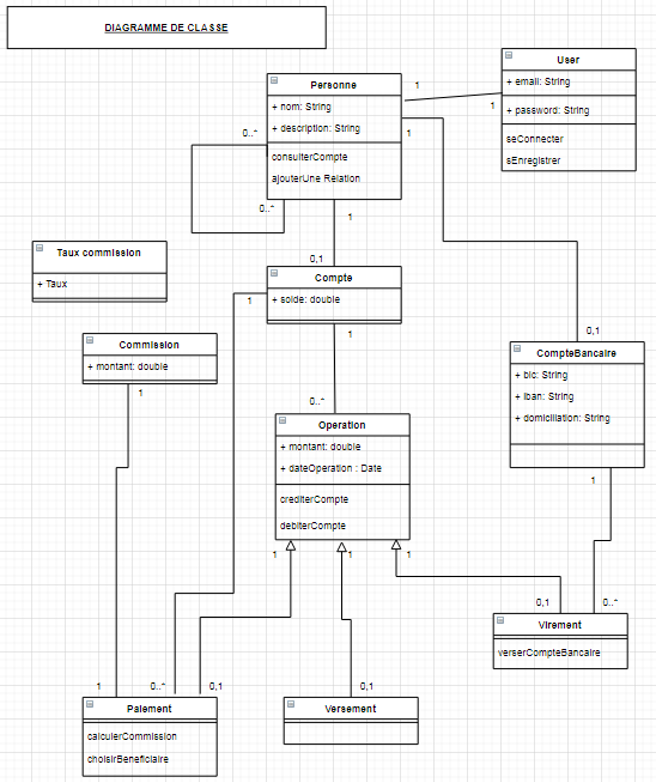 DIAGRAMME DE CLASSE
User
+ email: String
+ password: String
seConnecter
sEnregistrer
1
1
Personne
+ nom: String
+ description: String
consulterCompte
ajouterUne Relation
0..*
0..*
1
1
0,1
Taux commission
+ Taux
Compte
+ solde: double
1
1
0,1
Commission
+ montant: double
1
CompteBancaire
+ bic: String
+ iban: String
+ domiciliation: String
1
0..*
Operation
+ montant: double
+ dateOperation : Date
crediterCompte
debiterCompte
1
1
1
0,1
0..*
Virement
verserCompteBancaire
1
0..*
0,1
0,1
Paiement
calculerCommission
choisirBeneficiaire
Versement